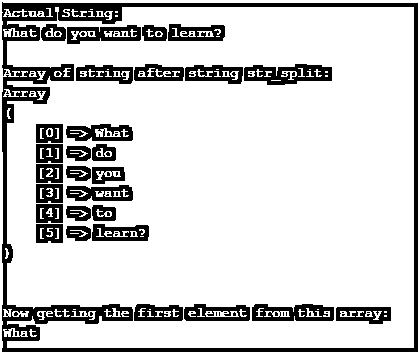 Actual String:
What do you want to learn?
Array of string after string str_split:
Array
(
[0] => What
[1] => do
[2] => you
[3] => want
[4] => to
[5] => learn?
)
Now getting the first element from this array:
What